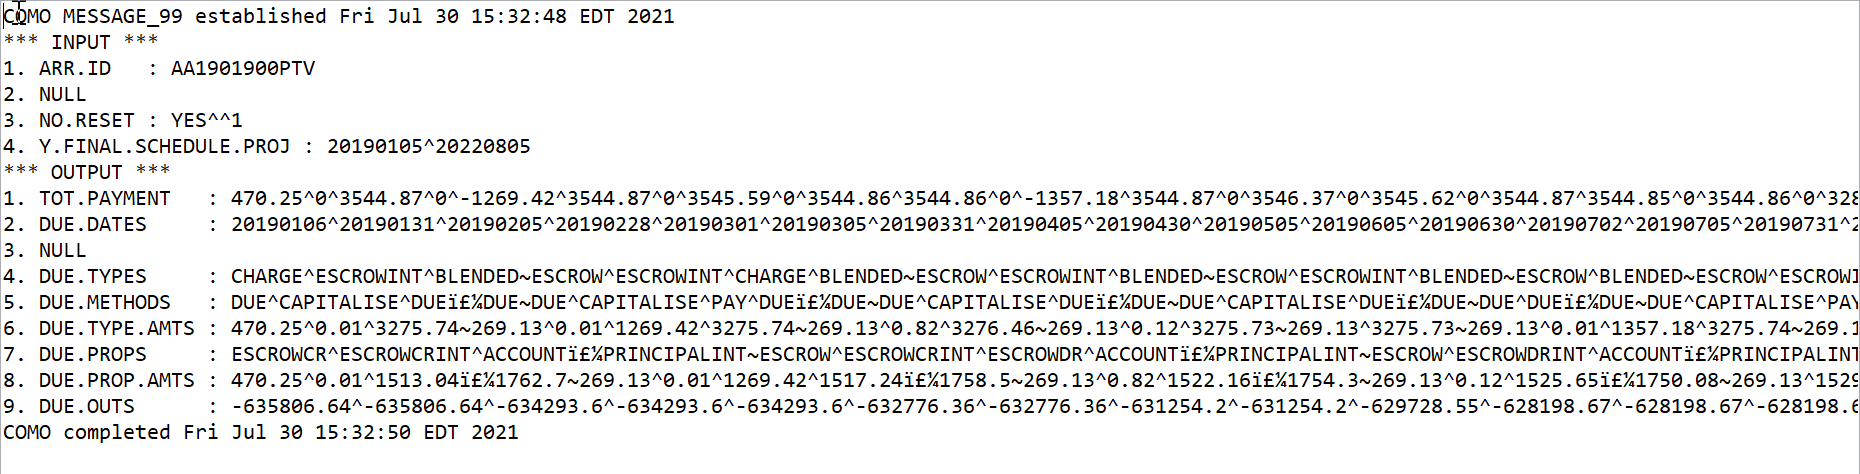 COMO MESSAGE_99 established Fri Jul 30 15:32:48 EDT 2021
*** INPUT ***
1. ARR.ID   : AA1901900PTV
2. NULL
3. NO.RESET : YES^^1
4. Y.FINAL.SCHEDULE.PROJ : 20190105^20220805
*** OUTPUT ***
1. TOT.PAYMENT   : 470.25^0^3544.87^0^-1269.42^3544.87^0^3545.59^0^3544.86^3544.86^0^-1357.18^3544.87^0^3546.37^0^3545.62^0^3544.87^3544.85^0^3544.86^0^328
2. DUE.DATES     : 20190106^20190131^20190205^20190228^20190301^20190305^20190331^20190405^20190430^20190505^20190605^20190630^20190702^20190705^20190731^2
3. NULL
4. DUE.TYPES     : CHARGE^ESCROWINT^BLENDED~ESCROW^ESCROWINT^CHARGE^BLENDED~ESCROW^ESCROWINT^BLENDED~ESCROW^ESCROWINT^BLENDED~ESCROW^BLENDED~ESCROW^ESCROWI
5. DUE.METHODS   : DUE^CAPITALISE^DUEï£¼DUE~DUE^CAPITALISE^PAY^DUEï£¼DUE~DUE^CAPITALISE^DUEï£¼DUE~DUE^CAPITALISE^DUEï£¼DUE~DUE^DUEï£¼DUE~DUE^CAPITALISE^PAY
6. DUE.TYPE.AMTS : 470.25^0.01^3275.74~269.13^0.01^1269.42^3275.74~269.13^0.82^3276.46~269.13^0.12^3275.73~269.13^3275.73~269.13^0.01^1357.18^3275.74~269.1
7. DUE.PROPS     : ESCROWCR^ESCROWCRINT^ACCOUNTï£¼PRINCIPALINT~ESCROW^ESCROWCRINT^ESCROWDR^ACCOUNTï£¼PRINCIPALINT~ESCROW^ESCROWDRINT^ACCOUNTï£¼PRINCIPALINT
8. DUE.PROP.AMTS : 470.25^0.01^1513.04ï£¼1762.7~269.13^0.01^1269.42^1517.24ï£¼1758.5~269.13^0.82^1522.16ï£¼1754.3~269.13^0.12^1525.65ï£¼1750.08~269.13^1529
9. DUE.OUTS      : -635806.64^-635806.64^-634293.6^-634293.6^-634293.6^-632776.36^-632776.36^-631254.2^-631254.2^-629728.55^-628198.67^-628198.67^-628198.6
COMO completed Fri Jul 30 15:32:50 EDT 2021